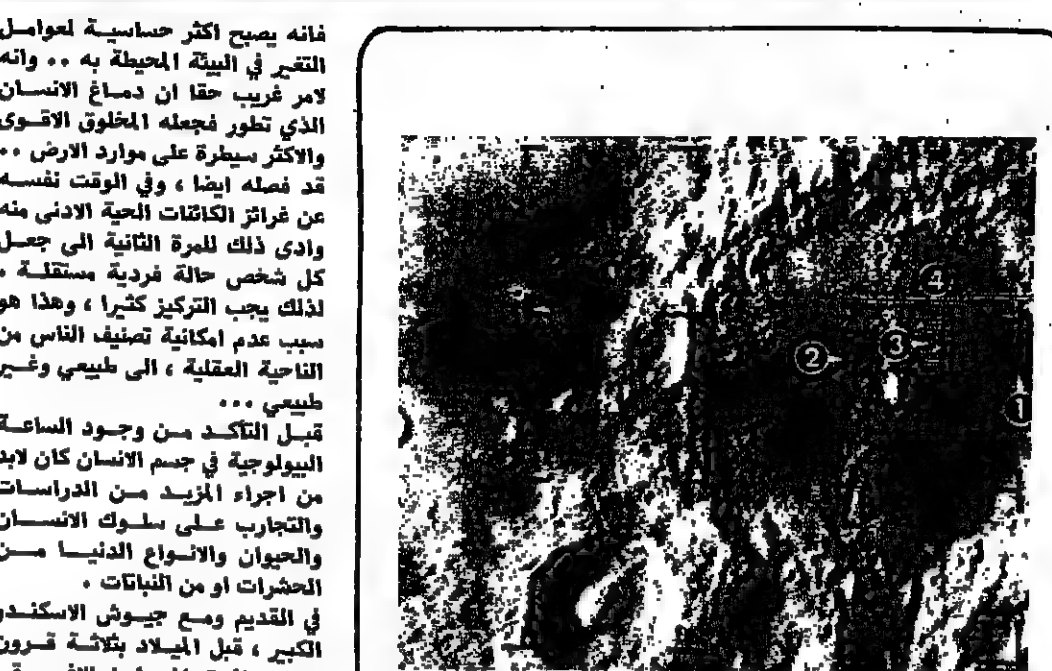 فانه يصبح اكثر حساسية لعوامل
التغير في البيئة المحيطة به .. وانه
لامر غريب حقا ان دماغ الانسان
الذي تطور فجعله المخلوق الاقوى
والاكثر سيطرة على موارد الارض ..
قد فصله ايضا ، وفي الوقت نفسه
عن غرائز الكائنات الحية الادنى منه
وادى ذلك للمرة الثانية الى جعل
كل شخص حالة فردية مستقلة .
لذلك يجب التركيز كثيرا ، وهذا هو
سبب عدم امكانية تصنيف الناس من
الناحية العقلية ، الى طبيعي وغير
طبيعي ...
قبل التأكد من وجود الساعة
البيولوجية في جسم الانسان كان لابد
من اجراء المزيد من الدراسات
والتجارب على سلوك الانسان
والحيوان والانواع الدنيا من
الحشرات او من النباتات .
في القديم ومع جيوش الاسكندر
الكبير ، قبل الميلاد بثلاثة قرون
4
3
2
1